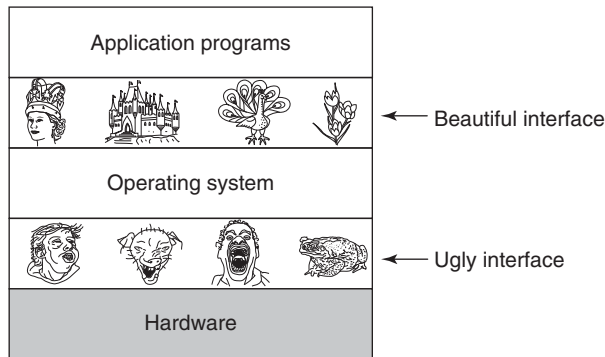 Application programs
Beautiful interface
Operating system
Ugly interface
Hardware